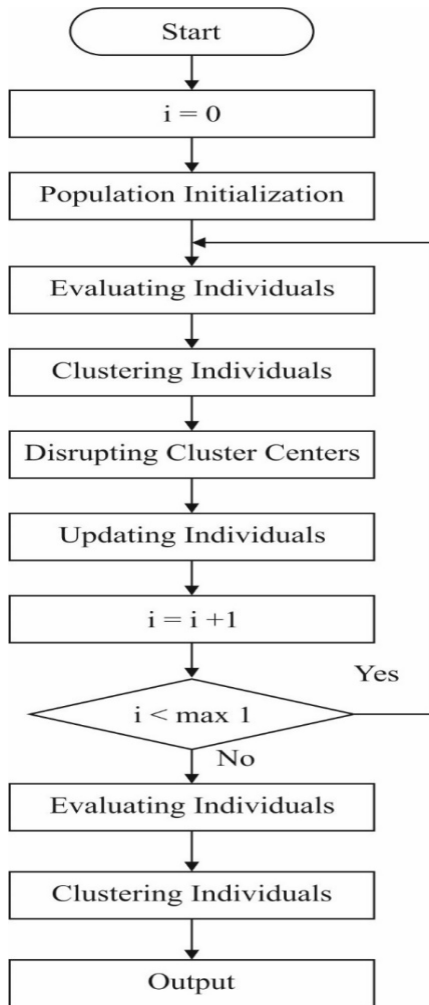 Start
i = 0
Population Initialization
Evaluating Individuals
Clustering Individuals
Disrupting Cluster Centers
Updating Individuals
i = i +1
Yes
i < max 1
No
Evaluating Individuals
Clustering Individuals
Output